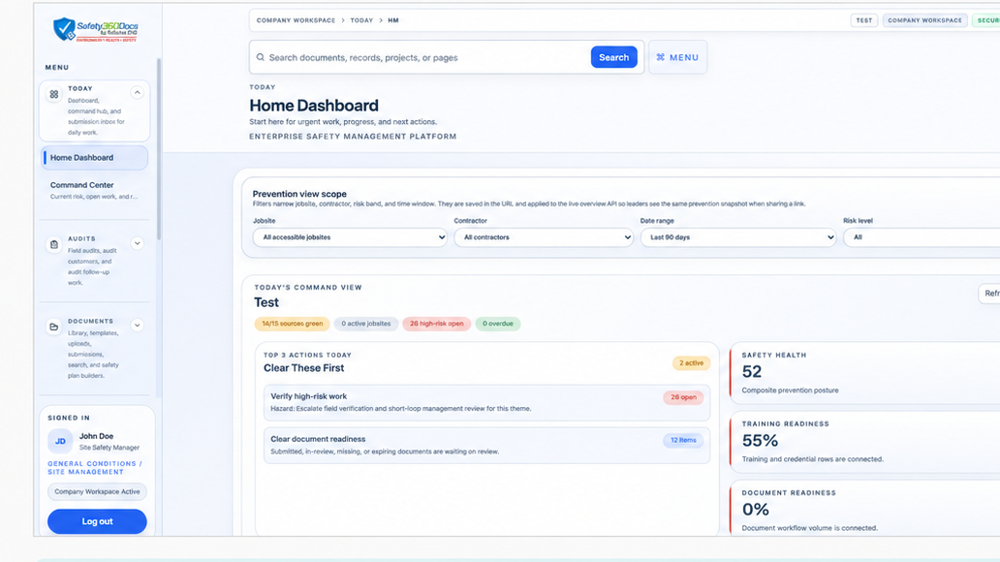 Safety360Docs
ENVIRONMENT HEALTH SAFETY
MENU
TODAY
Dashboard,
command hub, and
submission inbox for
daily work.
Home Dashboard
Command Center
Current risk, open work, and r...
AUDITS
Field audits, audit
customers, and
audit follow-up
work.
DOCUMENTS
Library, templates,
uploads,
submissions,
search, and safety
plan builders.
SIGNED IN
JD
John Doe
Site Safety Manager
GENERAL CONDITIONS /
SITE MANAGEMENT
Company Workspace Active
Log out
COMPANY WORKSPACE > TODAY > HM
TEST
COMPANY WORKSPACE
SECUR
Search documents, records, projects, or pages
Search
⌘ MENU
TODAY
Home Dashboard
Start here for urgent work, progress, and next actions.
ENTERPRISE SAFETY MANAGEMENT PLATFORM
Prevention view scope
Filters narrow jobsite, contractor, risk band, and time window. They are saved in the URL and applied to the live overview API so leaders see the same prevention snapshot when sharing a link.
Jobsite
All accessible jobsites
Contractor
All contractors
Date range
Last 90 days
Risk level
All
TODAY'S COMMAND VIEW
Test
Refr
14/15 sources green
0 active jobsites
26 high-risk open
0 overdue
TOP 3 ACTIONS TODAY
Clear These First
2 active
Verify high-risk work
Hazard: Escalate field verification and short-loop management review for this theme.
26 open
Clear document readiness
Submitted, in-review, missing, or expiring documents are waiting on review.
12 items
SAFETY HEALTH
52
Composite prevention posture
TRAINING READINESS
55%
Training and credential rows are connected.
DOCUMENT READINESS
0%
Document workflow volume is connected.